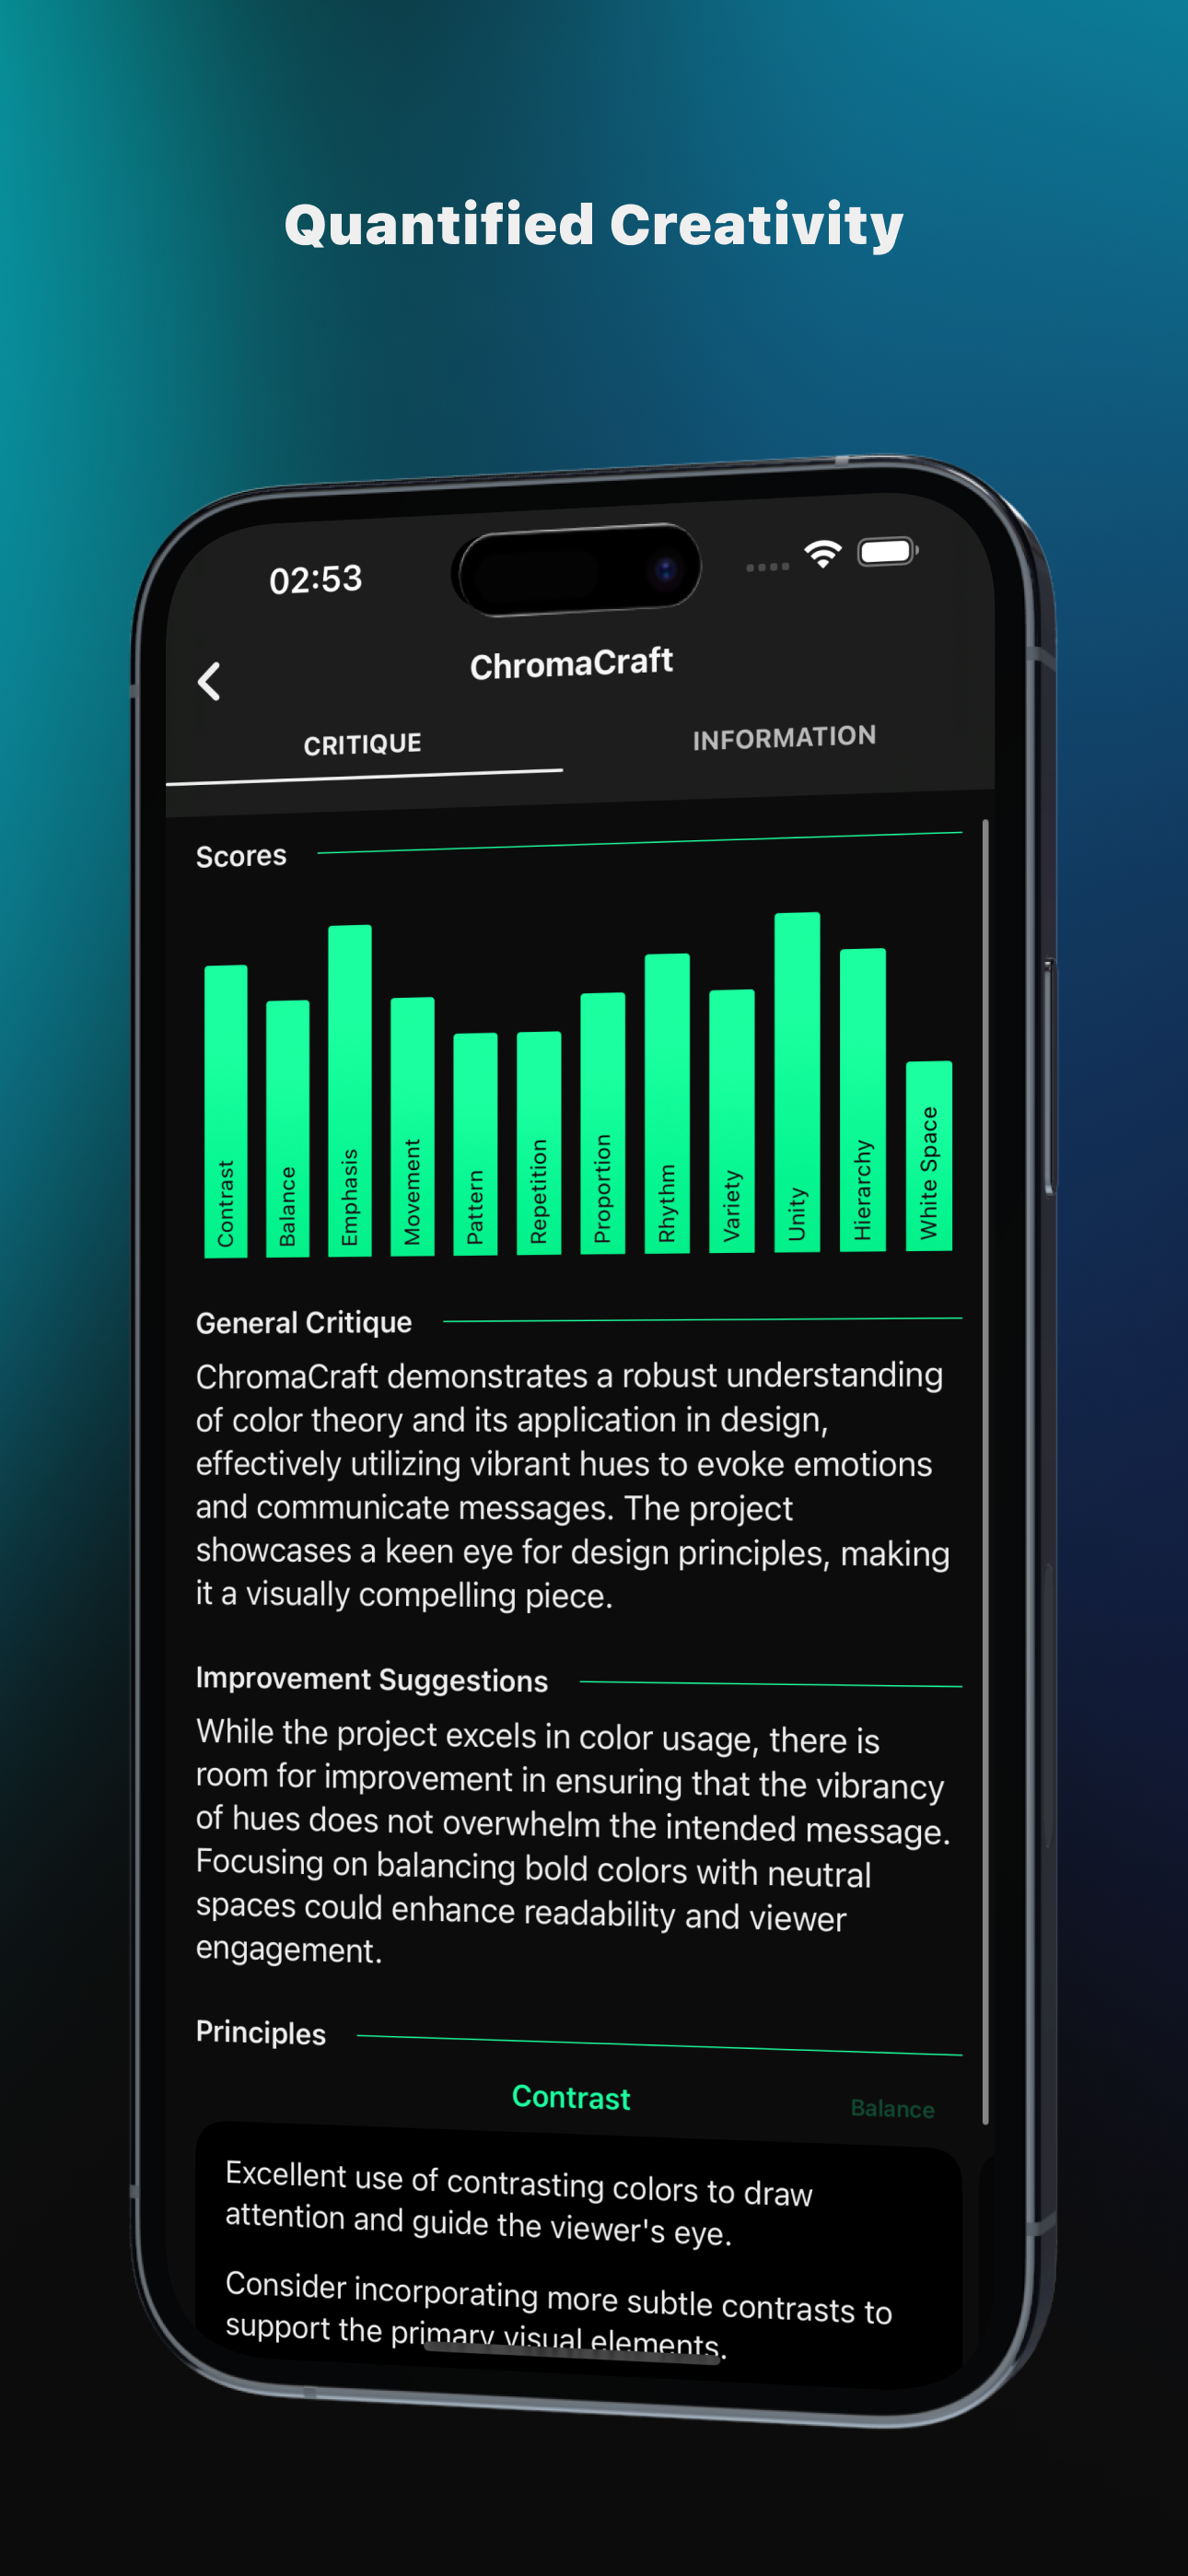 Quantified Creativity
02:53
ChromaCraft
CRITIQUE
INFORMATION
Scores
Contrast
Balance
Emphasis
Movement
Pattern
Repetition
Proportion
Rhythm
Variety
Unity
Hierarchy
White Space
General Critique
ChromaCraft demonstrates a robust understanding
of color theory and its application in design,
effectively utilizing vibrant hues to evoke emotions
and communicate messages. The project
showcases a keen eye for design principles, making
it a visually compelling piece.
Improvement Suggestions
While the project excels in color usage, there is
room for improvement in ensuring that the vibrancy
of hues does not overwhelm the intended message.
Focusing on balancing bold colors with neutral
spaces could enhance readability and viewer
engagement.
Principles
Contrast
Balance
Excellent use of contrasting colors to draw
attention and guide the viewer's eye.
Consider incorporating more subtle contrasts to
support the primary visual elements.